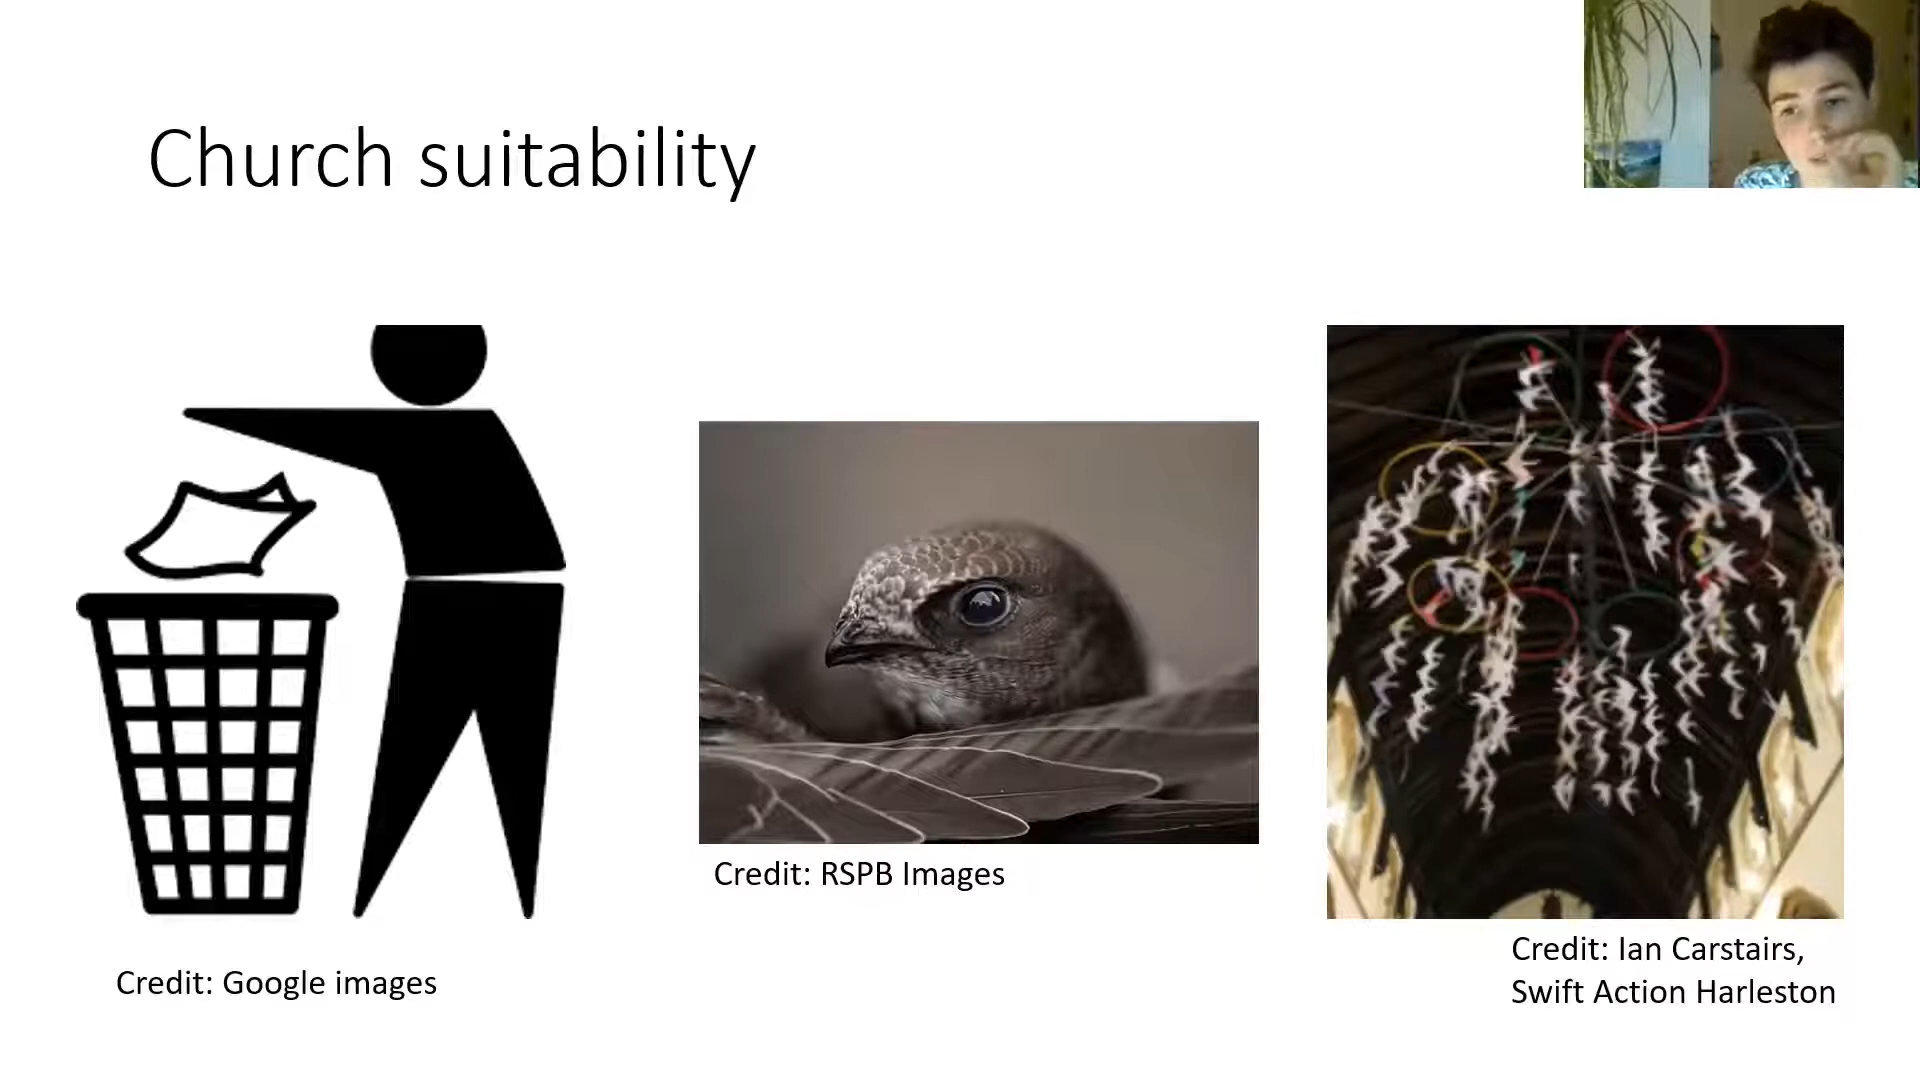 Church suitability
Credit: RSPB Images
Credit: Ian Carstairs,
Swift Action Harleston
Credit: Google images